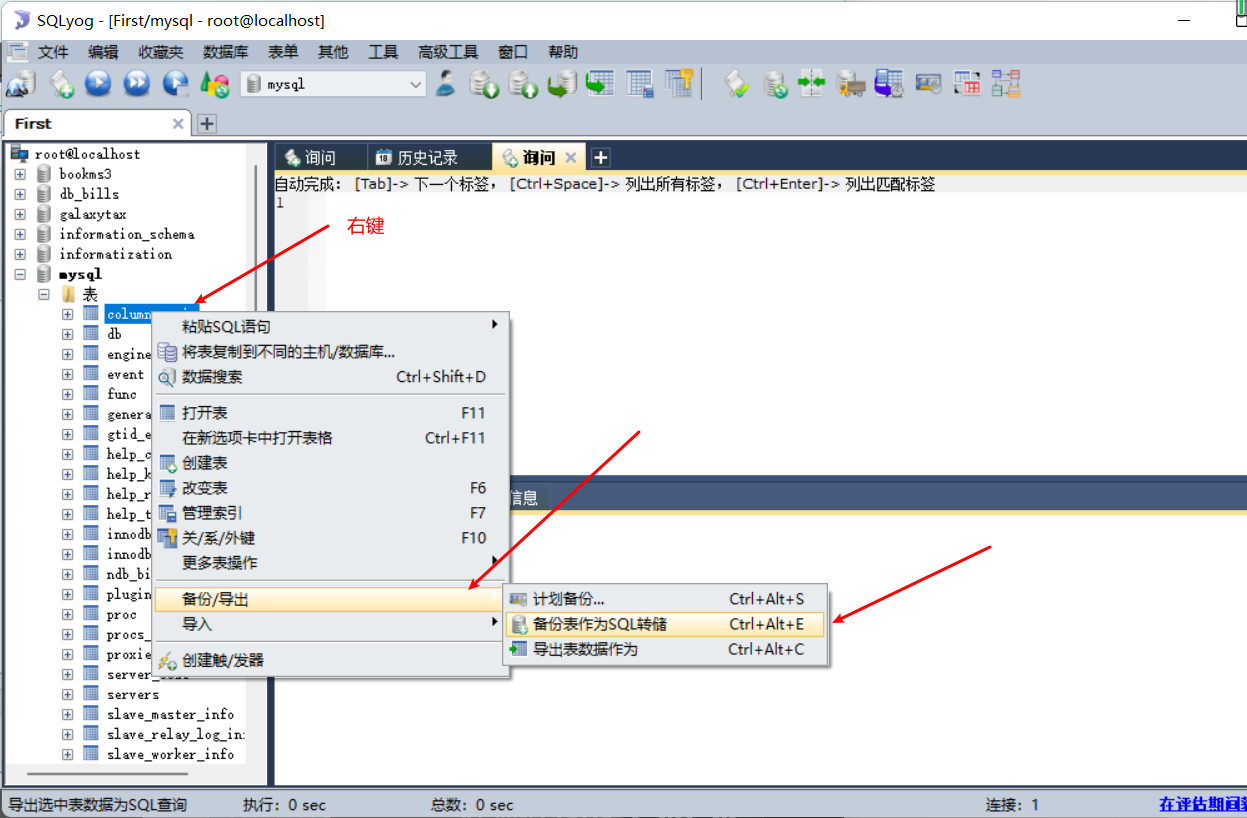 SQLyog - [First/mysql - root@localhost]
文件 编辑 收藏夹 数据库 表单 其他 工具 高级工具 窗口 帮助
mysql
First
root@localhost
bookms3
db_bills
galaxytax
information_schema
informatization
mysql
表
column
db
engine
event
func
genera
gtid_e
help_c
help_k
help_r
help_t
innodb
innodb
ndb_bi
plugin
proc
procs_
proxie
server_cost
servers
slave_master_info
slave_relay_log_in
slave_worker_info
询问 历史记录 询问
18
自动完成： [Tab]-> 下一个标签， [Ctrl+Space]-> 列出所有标签， [Ctrl+Enter]-> 列出匹配标签
1
右键
粘贴SQL语句
将表复制到不同的主机/数据库...
数据搜索 Ctrl+Shift+D
打开表 F11
在新选项卡中打开表格 Ctrl+F11
创建表
改变表 F6
管理索引 F7
关/系/外键 F10
更多表操作
备份/导出
导入
创建触/发器
信息
计划备份... Ctrl+Alt+S
备份表作为SQL转储 Ctrl+Alt+E
导出表数据作为 Ctrl+Alt+C
导出选中表数据为SQL查询 执行： 0 sec 总数： 0 sec 连接： 1 在评估期间